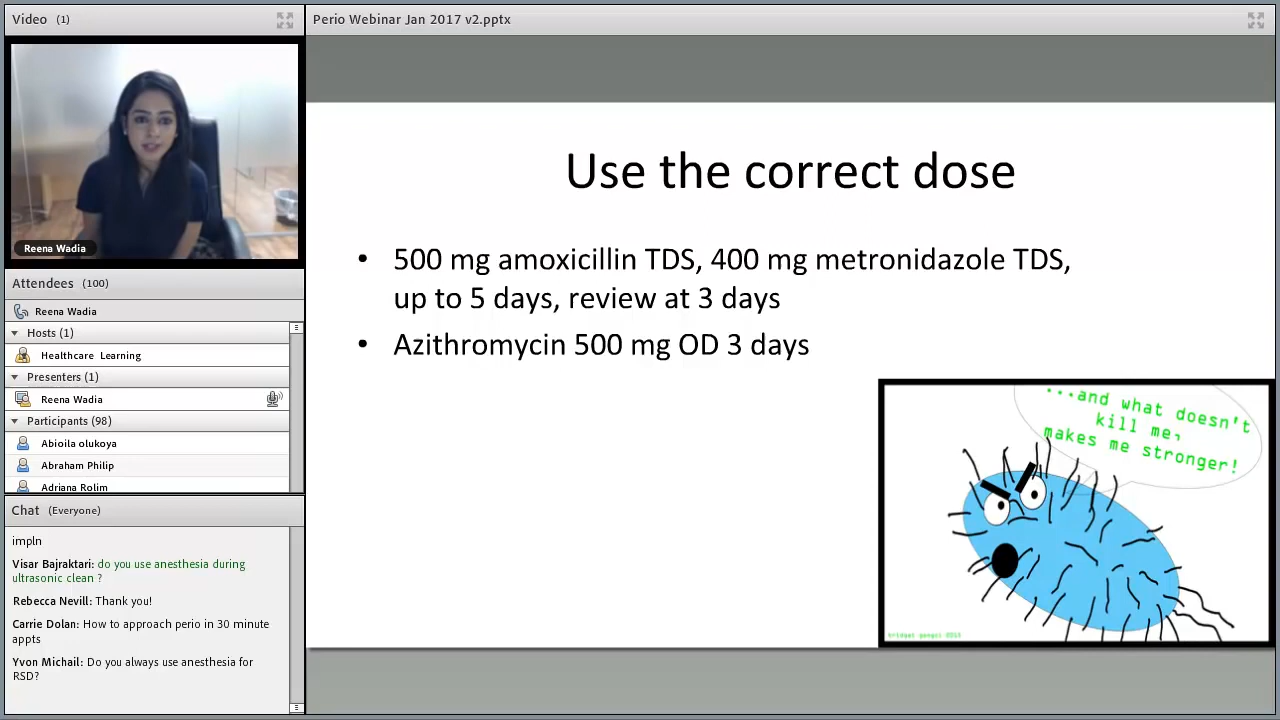 Video (1)
Reena Wadia
Attendees (100)
Reena Wadia
Hosts (1)
Healthcare Learning
Presenters (1)
Reena Wadia
Participants (98)
Abioila olukoya
Abraham Philip
Adriana Rolim
Chat (Everyone)
impln
Visar Bajraktari: do you use anesthesia during
ultrasonic clean ?
Rebecca Nevill: Thank you!
Carrie Dolan: How to approach perio in 30 minute
appts
Yvon Michail: Do you always use anesthesia for
RSD?
Perio Webinar Jan 2017 v2.pptx
Use the correct dose
• 500 mg amoxicillin TDS, 400 mg metronidazole TDS,
up to 5 days, review at 3 days
• Azithromycin 500 mg OD 3 days
...and what doesn't
kill me,
makes me stronger!